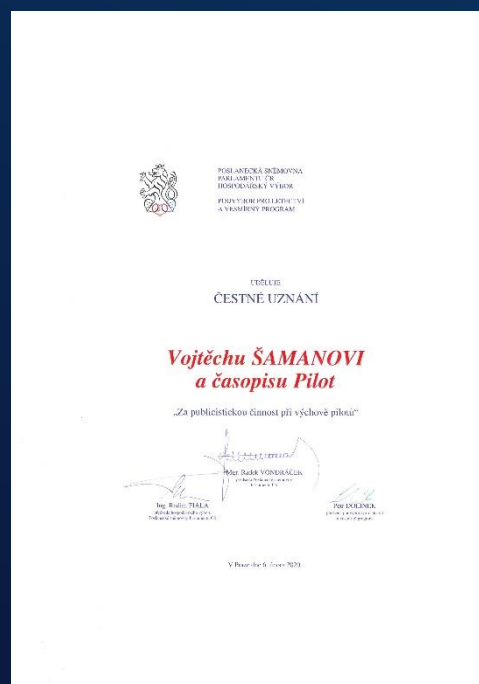 POSLANECKÁ SNĚMOVNA
PARLAMENTU ČR
HOSPODÁŘSKÝ VÝBOR
PODVÝBOR PRO LETECTVÍ
A VESMÍRNÝ PROGRAM
UDĚLUJE
ČESTNÉ UZNÁNÍ
Vojtěchu ŠAMANOVI
a časopisu Pilot
„Za publicistickou činnost při výchově pilotů“
Mgr. Radek VONDRÁČEK
Ing. Radim FIALA
Petr DOLÍNEK
V Praze dne 6. února 2020